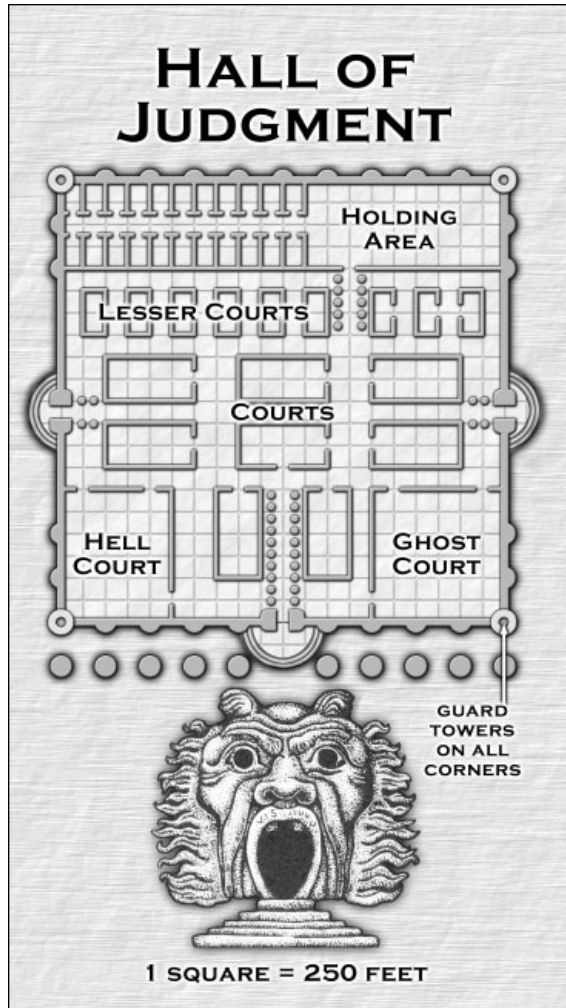 HALL OF
JUDGMENT
HOLDING
AREA
LESSER COURTS
COURTS
HELL
COURT
GHOST
COURT
GUARD
TOWERS
ON ALL
CORNERS
1 SQUARE = 250 FEET